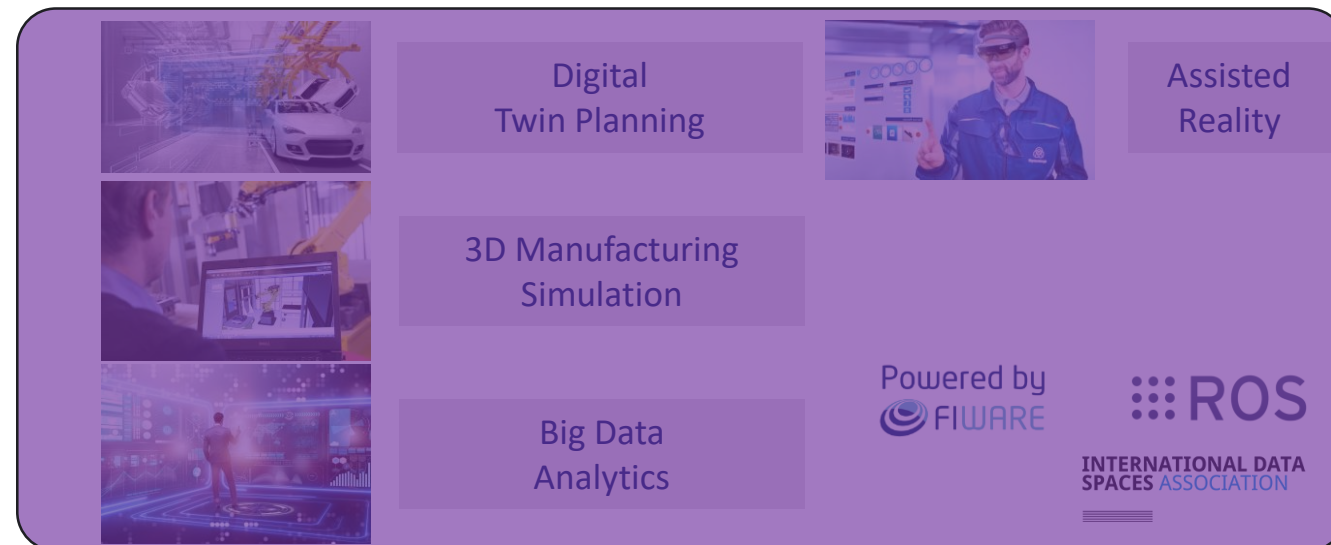 Digital
Twin Planning
Assisted
Reality
3D Manufacturing
Simulation
Big Data
Analytics
Powered by
FIWARE
ROS
INTERNATIONAL DATA
SPACES ASSOCIATION